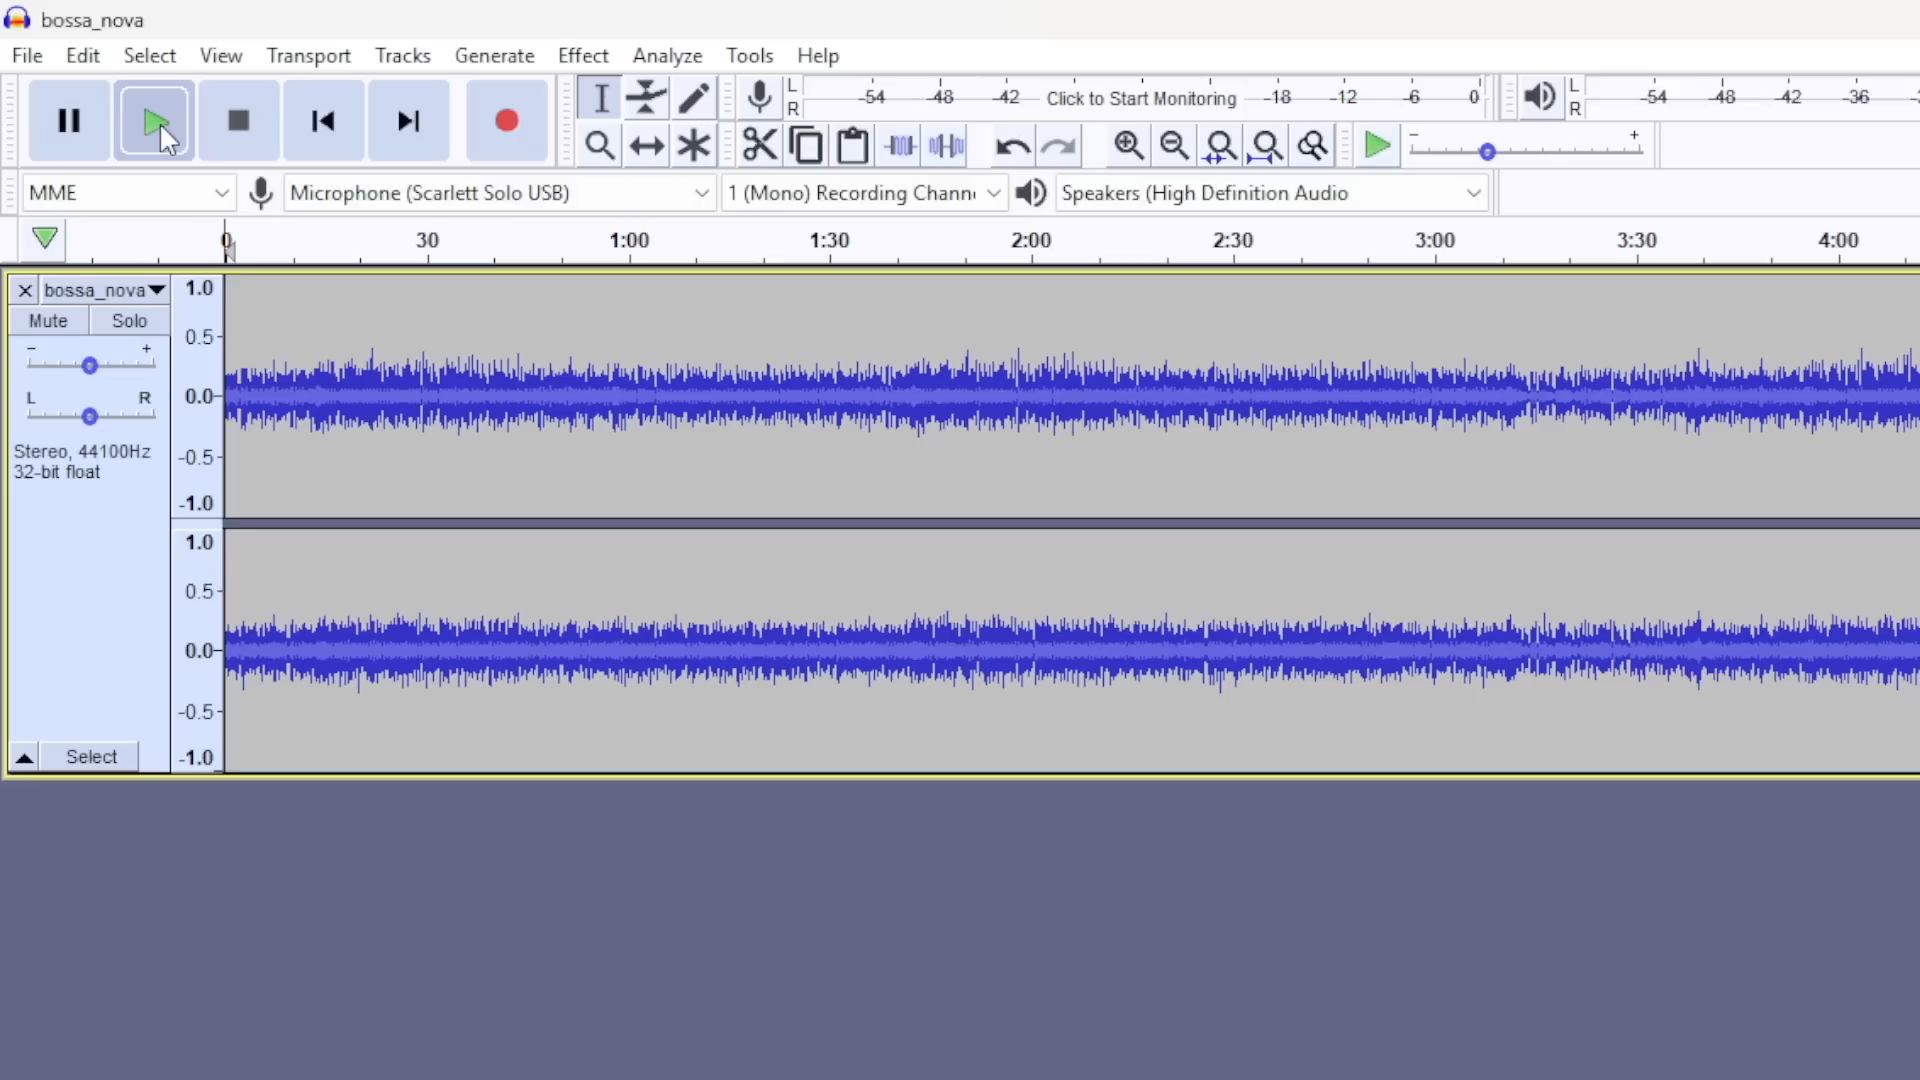 bossa_nova
File Edit Select View Transport Tracks Generate Effect Analyze Tools Help
L
R
-54 -48 -42 Click to Start Monitoring -18 -12 -6 0
L
R
-54 -48 -42 -36
- +
MME Microphone (Scarlett Solo USB) 1 (Mono) Recording Chann Speakers (High Definition Audio
0 30 1:00 1:30 2:00 2:30 3:00 3:30 4:00
bossa_nova
Mute Solo
- +
L R
Stereo, 44100Hz
32-bit float
Select
1.0
0.5
0.0
-0.5
-1.0
1.0
0.5
0.0
-0.5
-1.0